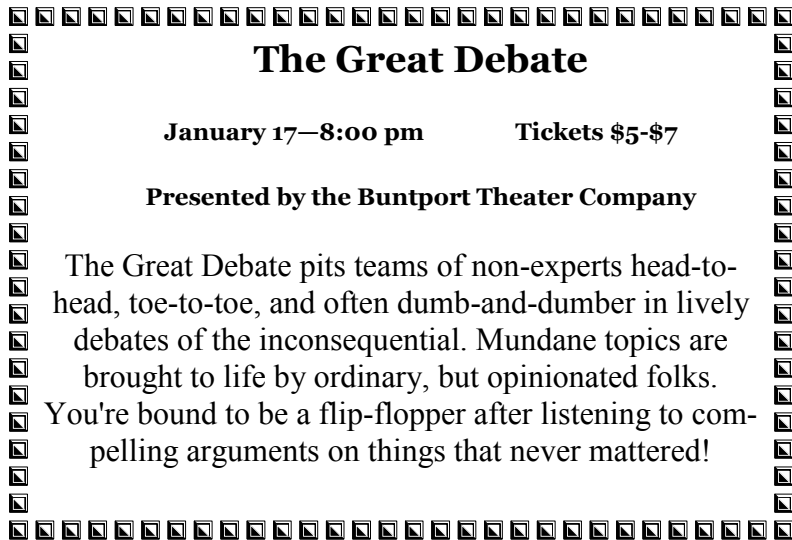 The Great Debate
January 17—8:00 pm Tickets $5-$7
Presented by the Buntport Theater Company
The Great Debate pits teams of non-experts head-to-
head, toe-to-toe, and often dumb-and-dumber in lively
debates of the inconsequential. Mundane topics are
brought to life by ordinary, but opinionated folks.
You're bound to be a flip-flopper after listening to com-
pelling arguments on things that never mattered!